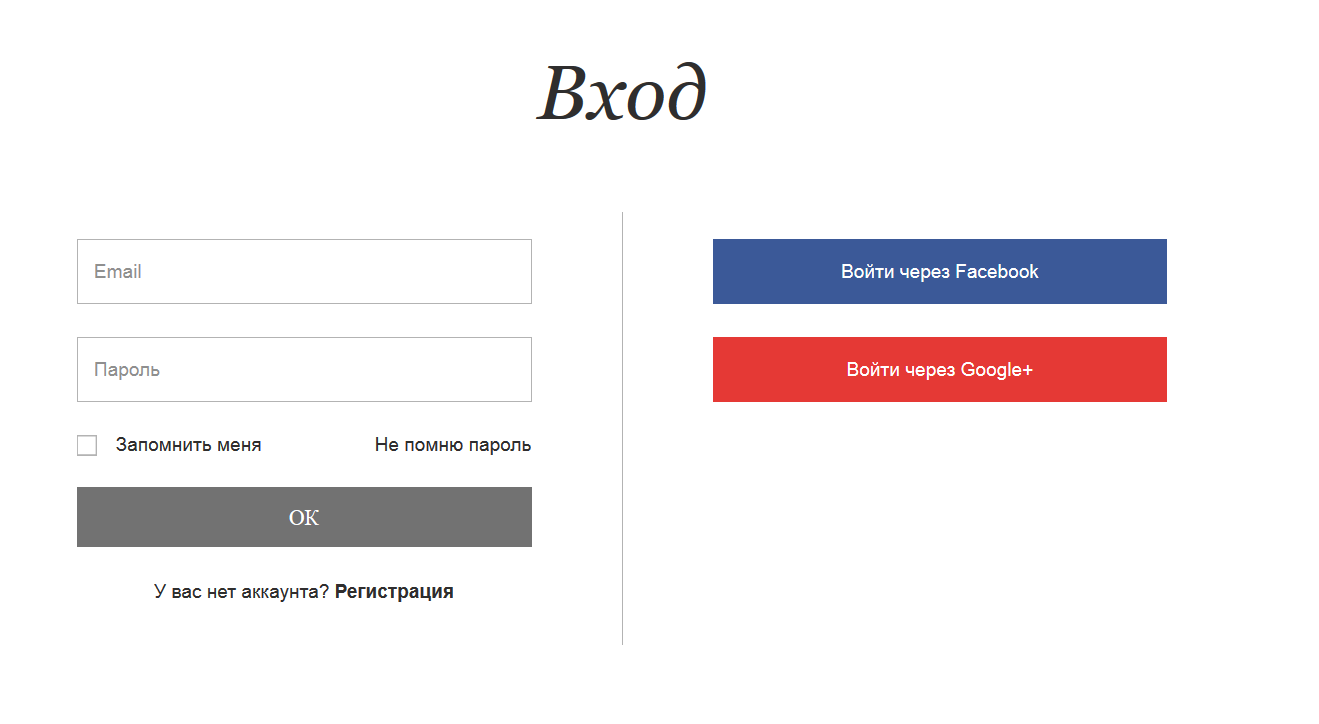 Вход
Email
Пароль
Запомнить меня
Не помню пароль
ОК
У вас нет аккаунта? Регистрация
Войти через Facebook
Войти через Google+